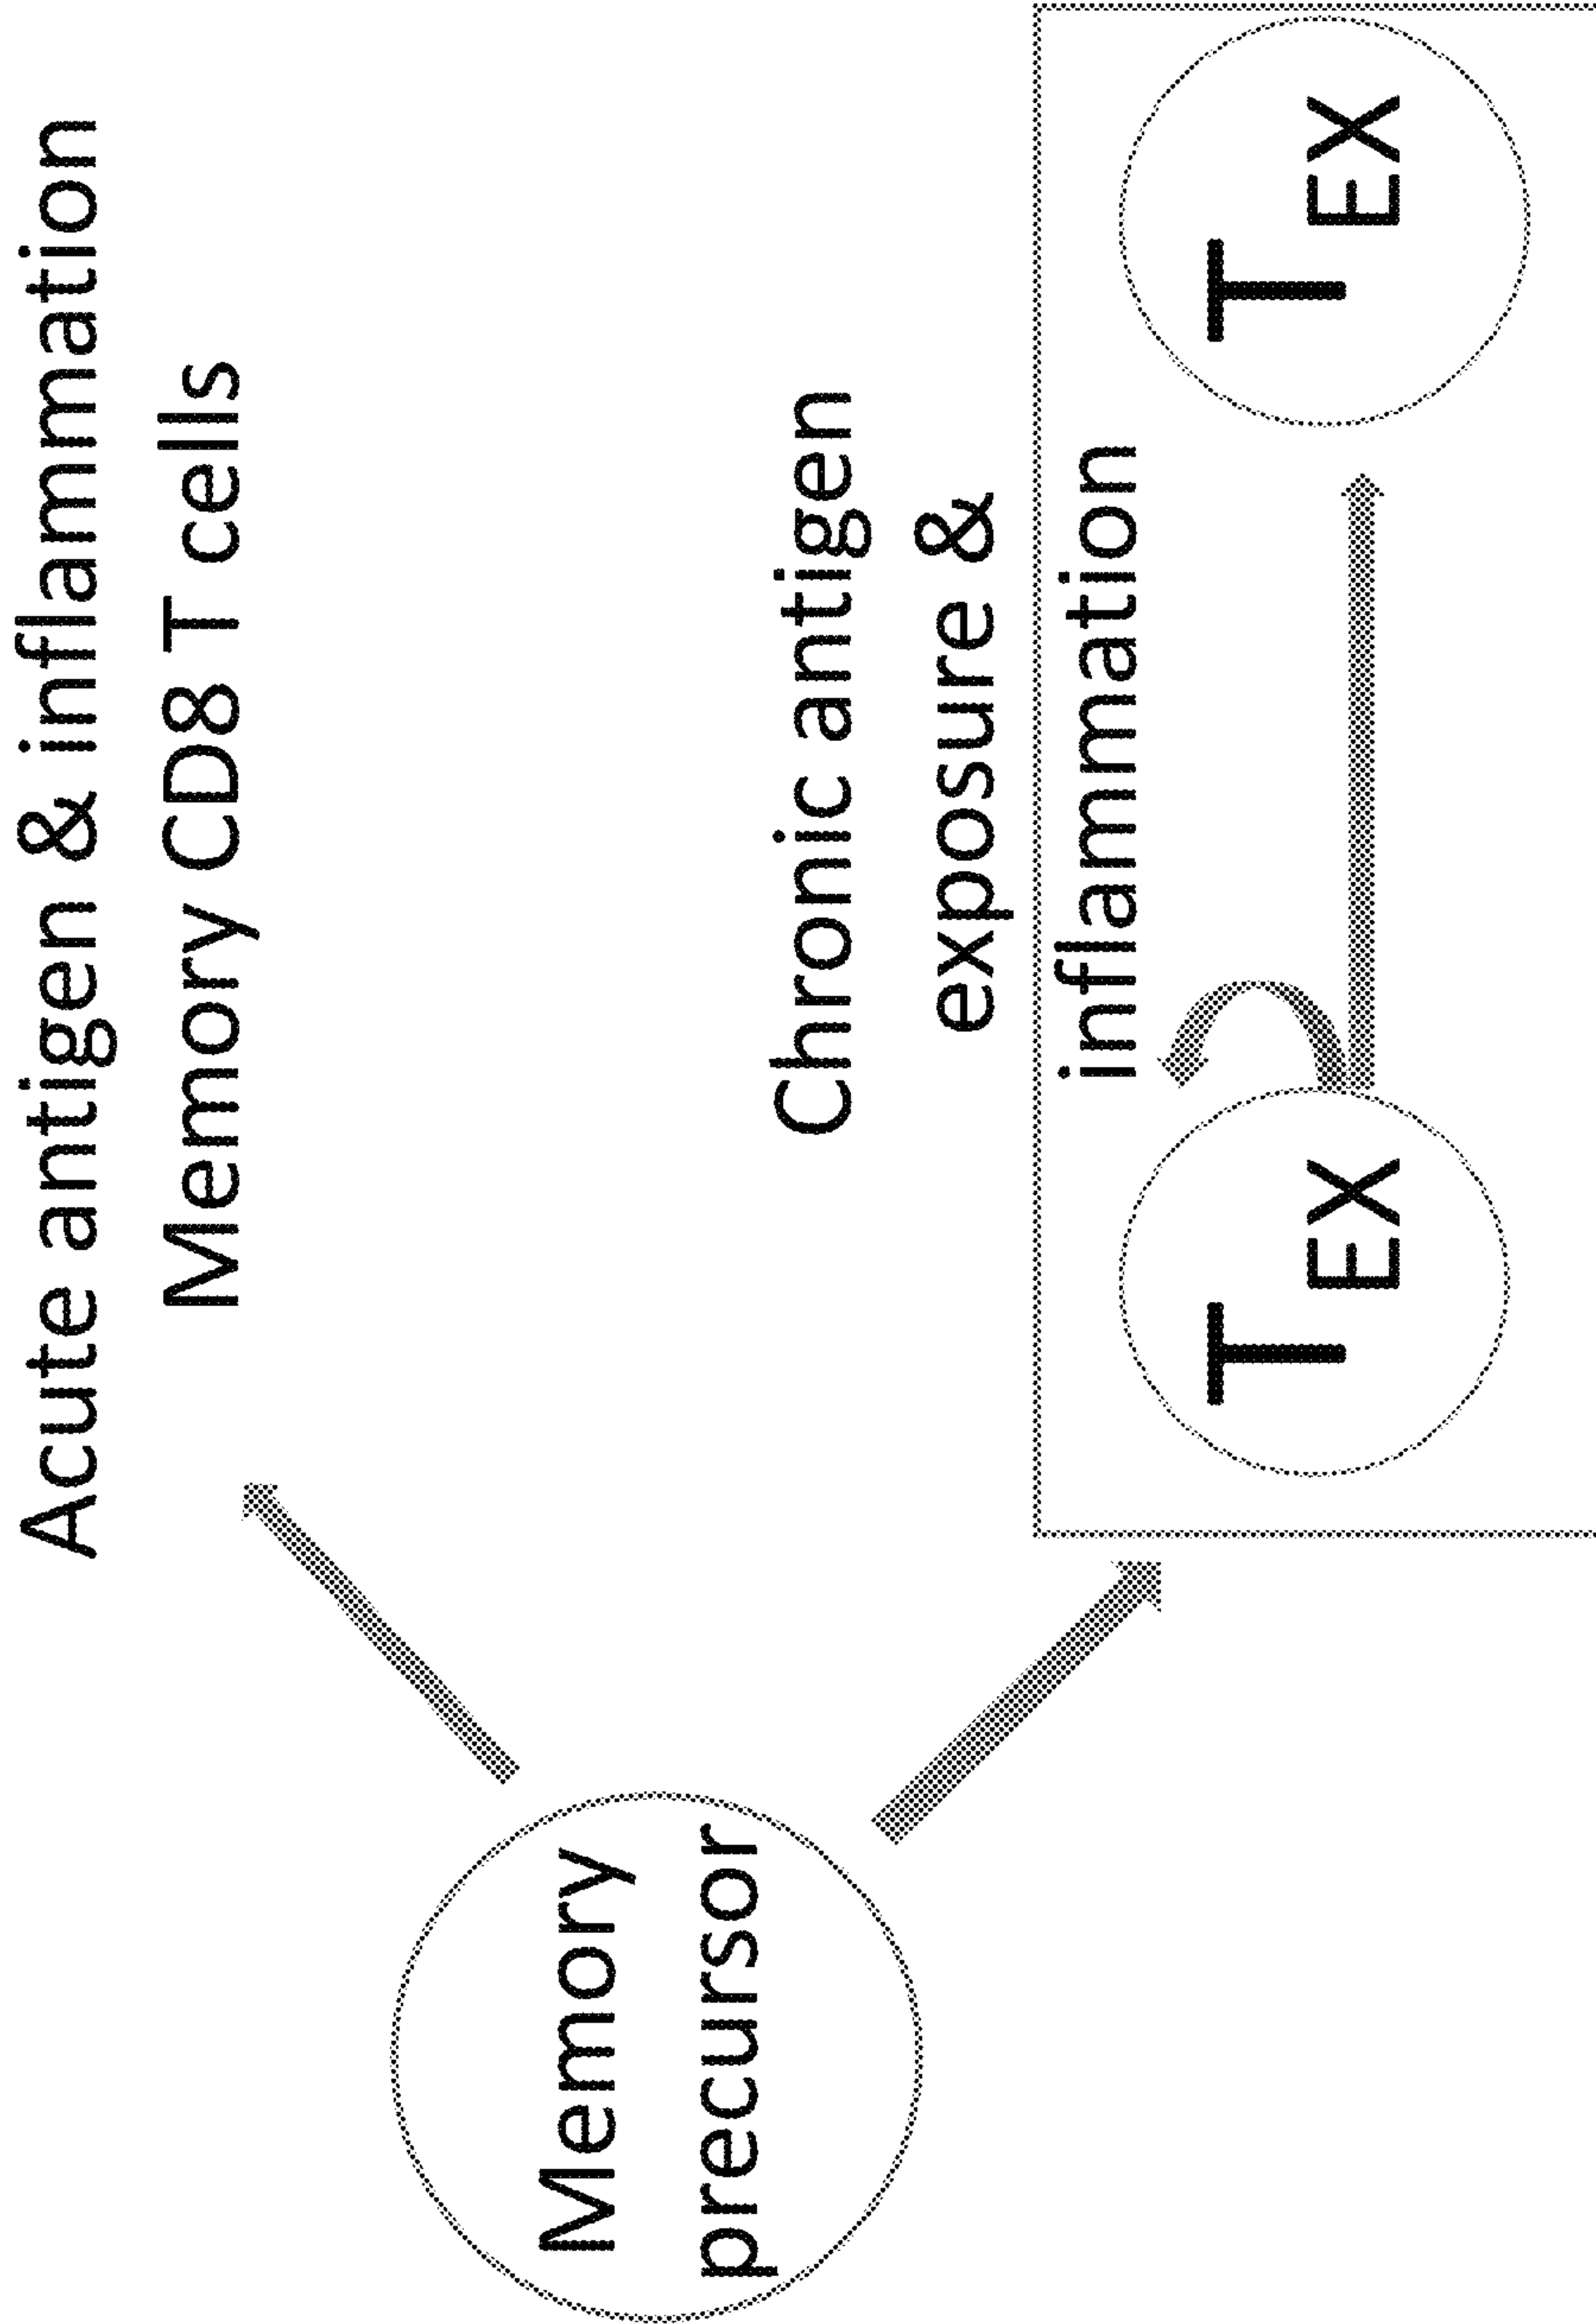 Acute antigen & inflammation
Memory CD8 T cells
Memory
precursor
Chronic antigen
exposure &
inflammation
TEX
TEX